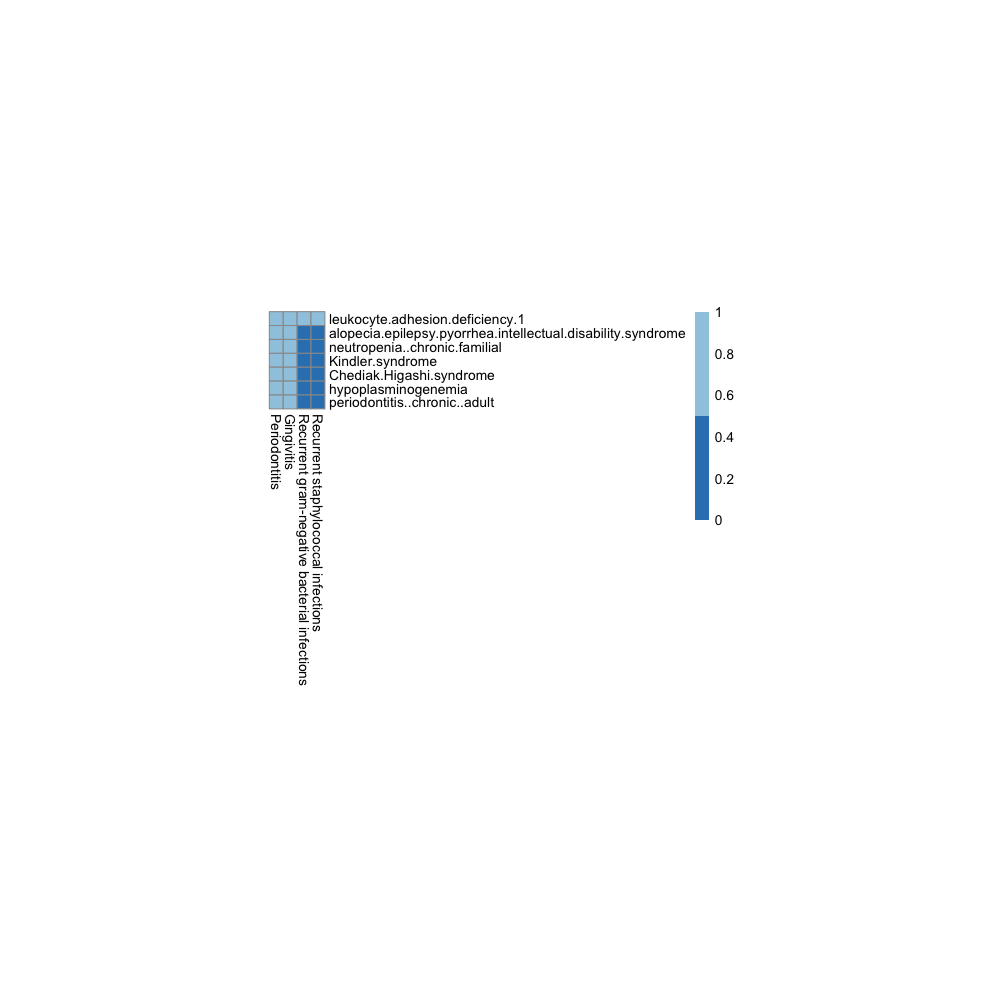 leukocyte.adhesion.deficiency.1
alopecia.epilepsy.pyorrhea.intellectual.disability.syndrome
neutropenia..chronic.familial
Kindler.syndrome
Chediak.Higashi.syndrome
hypoplasminogenemia
periodontitis..chronic..adult
Periodontitis
Gingivitis
Recurrent gram-negative bacterial infections
Recurrent staphylococcal infections
1
0.8
0.6
0.4
0.2
0